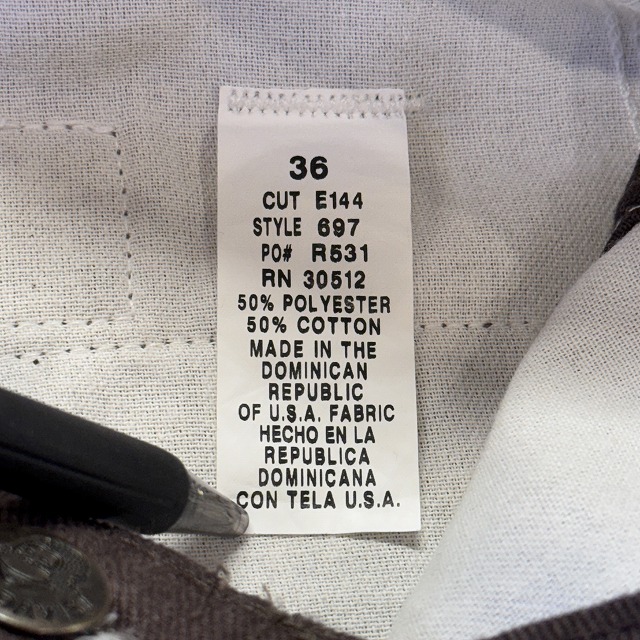 36
CUT E144
STYLE 697
PO# R531
RN 30512
50% POLYESTER
50% COTTON
MADE IN THE
DOMINICAN
REPUBLIC
OF U.S.A. FABRIC
HECHO EN LA
REPUBLICA
DOMINICANA
CON TELA U.S.A.